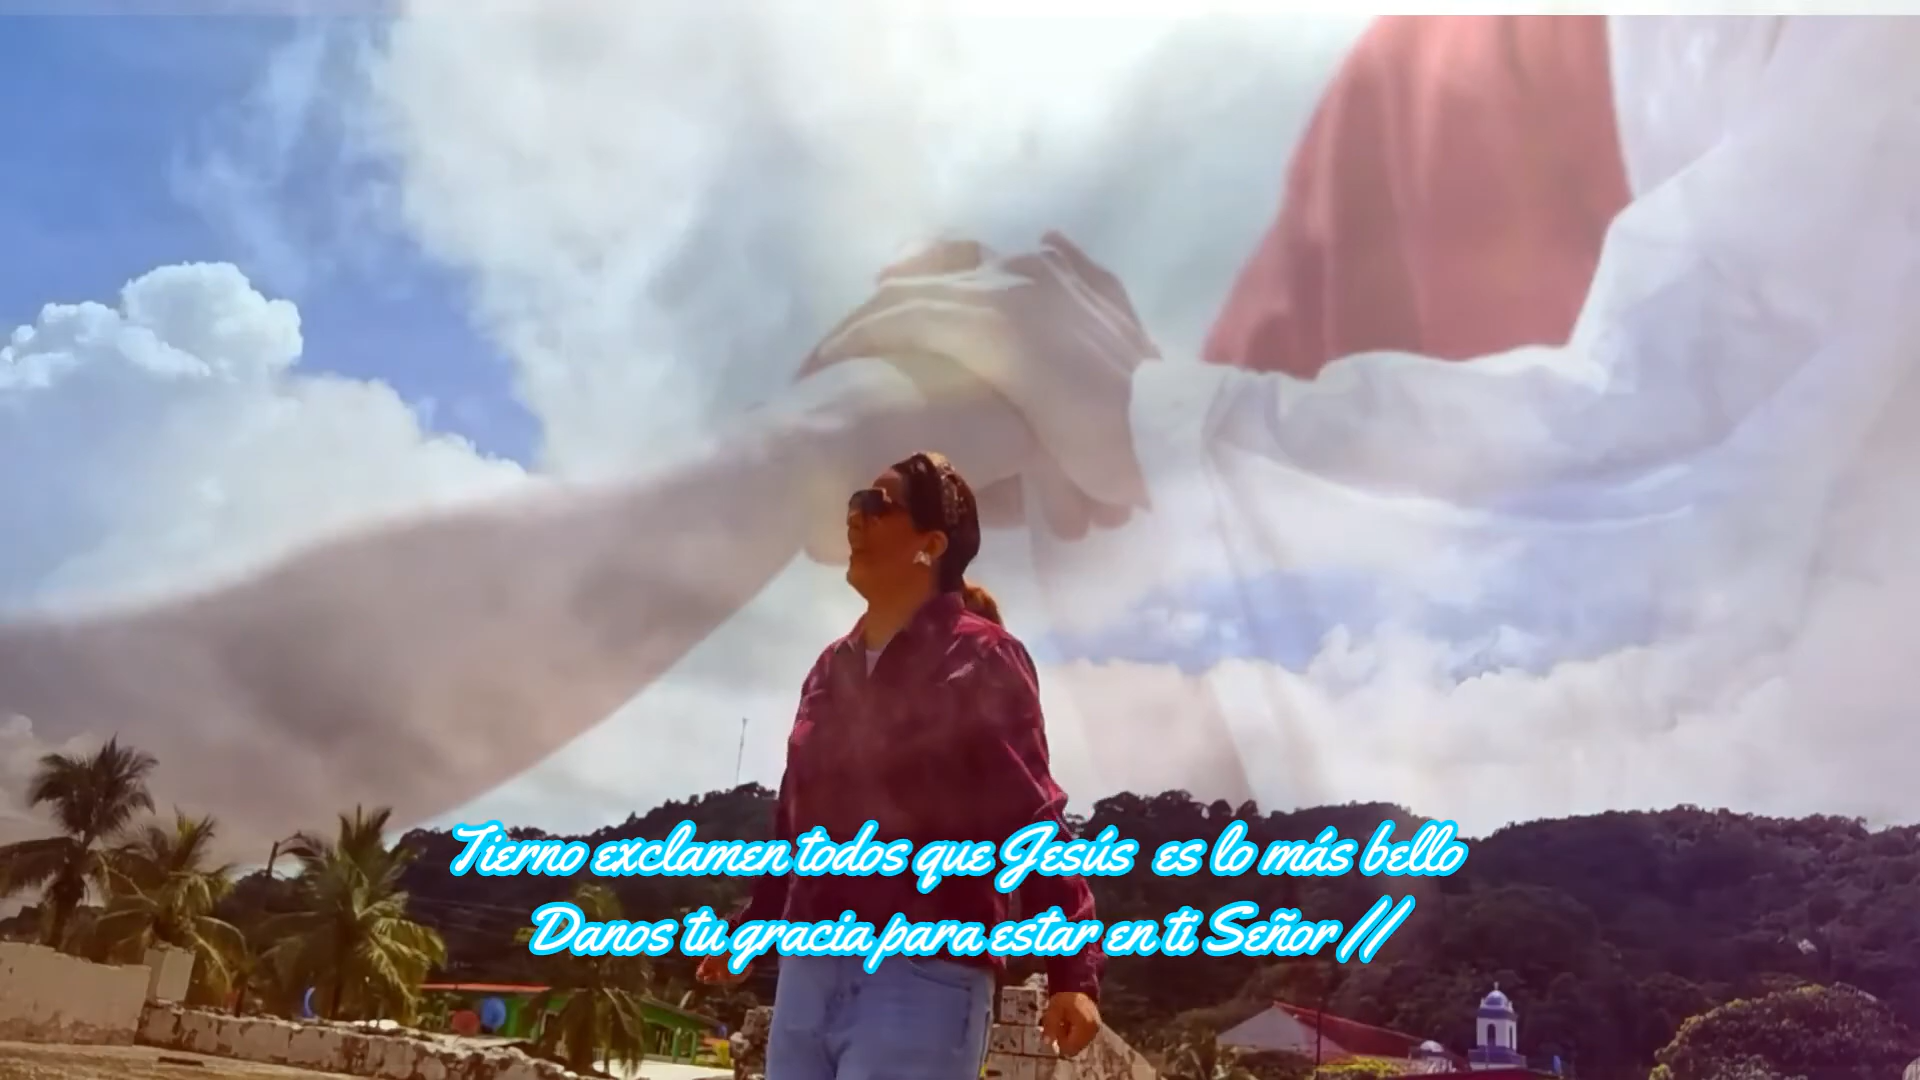 Tierno exclamen todos que Jesús es lo más bello
Danos tu gracia para estar en ti Señor //